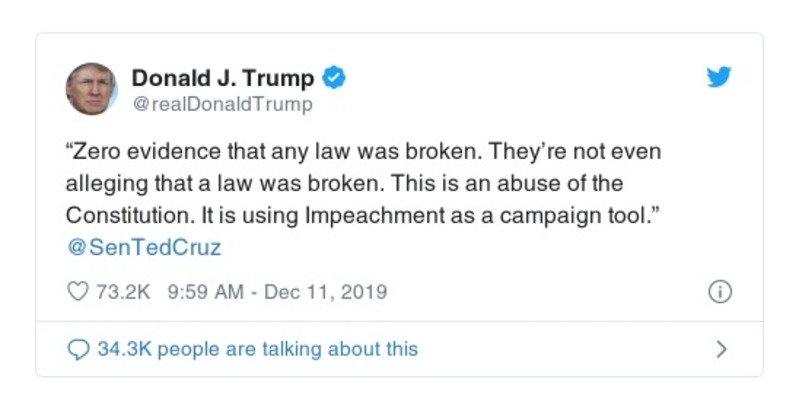 Donald J. Trump
@realDonaldTrump
“Zero evidence that any law was broken. They’re not even
alleging that a law was broken. This is an abuse of the
Constitution. It is using Impeachment as a campaign tool.”
@SenTedCruz
73.2K 9:59 AM - Dec 11, 2019
34.3K people are talking about this